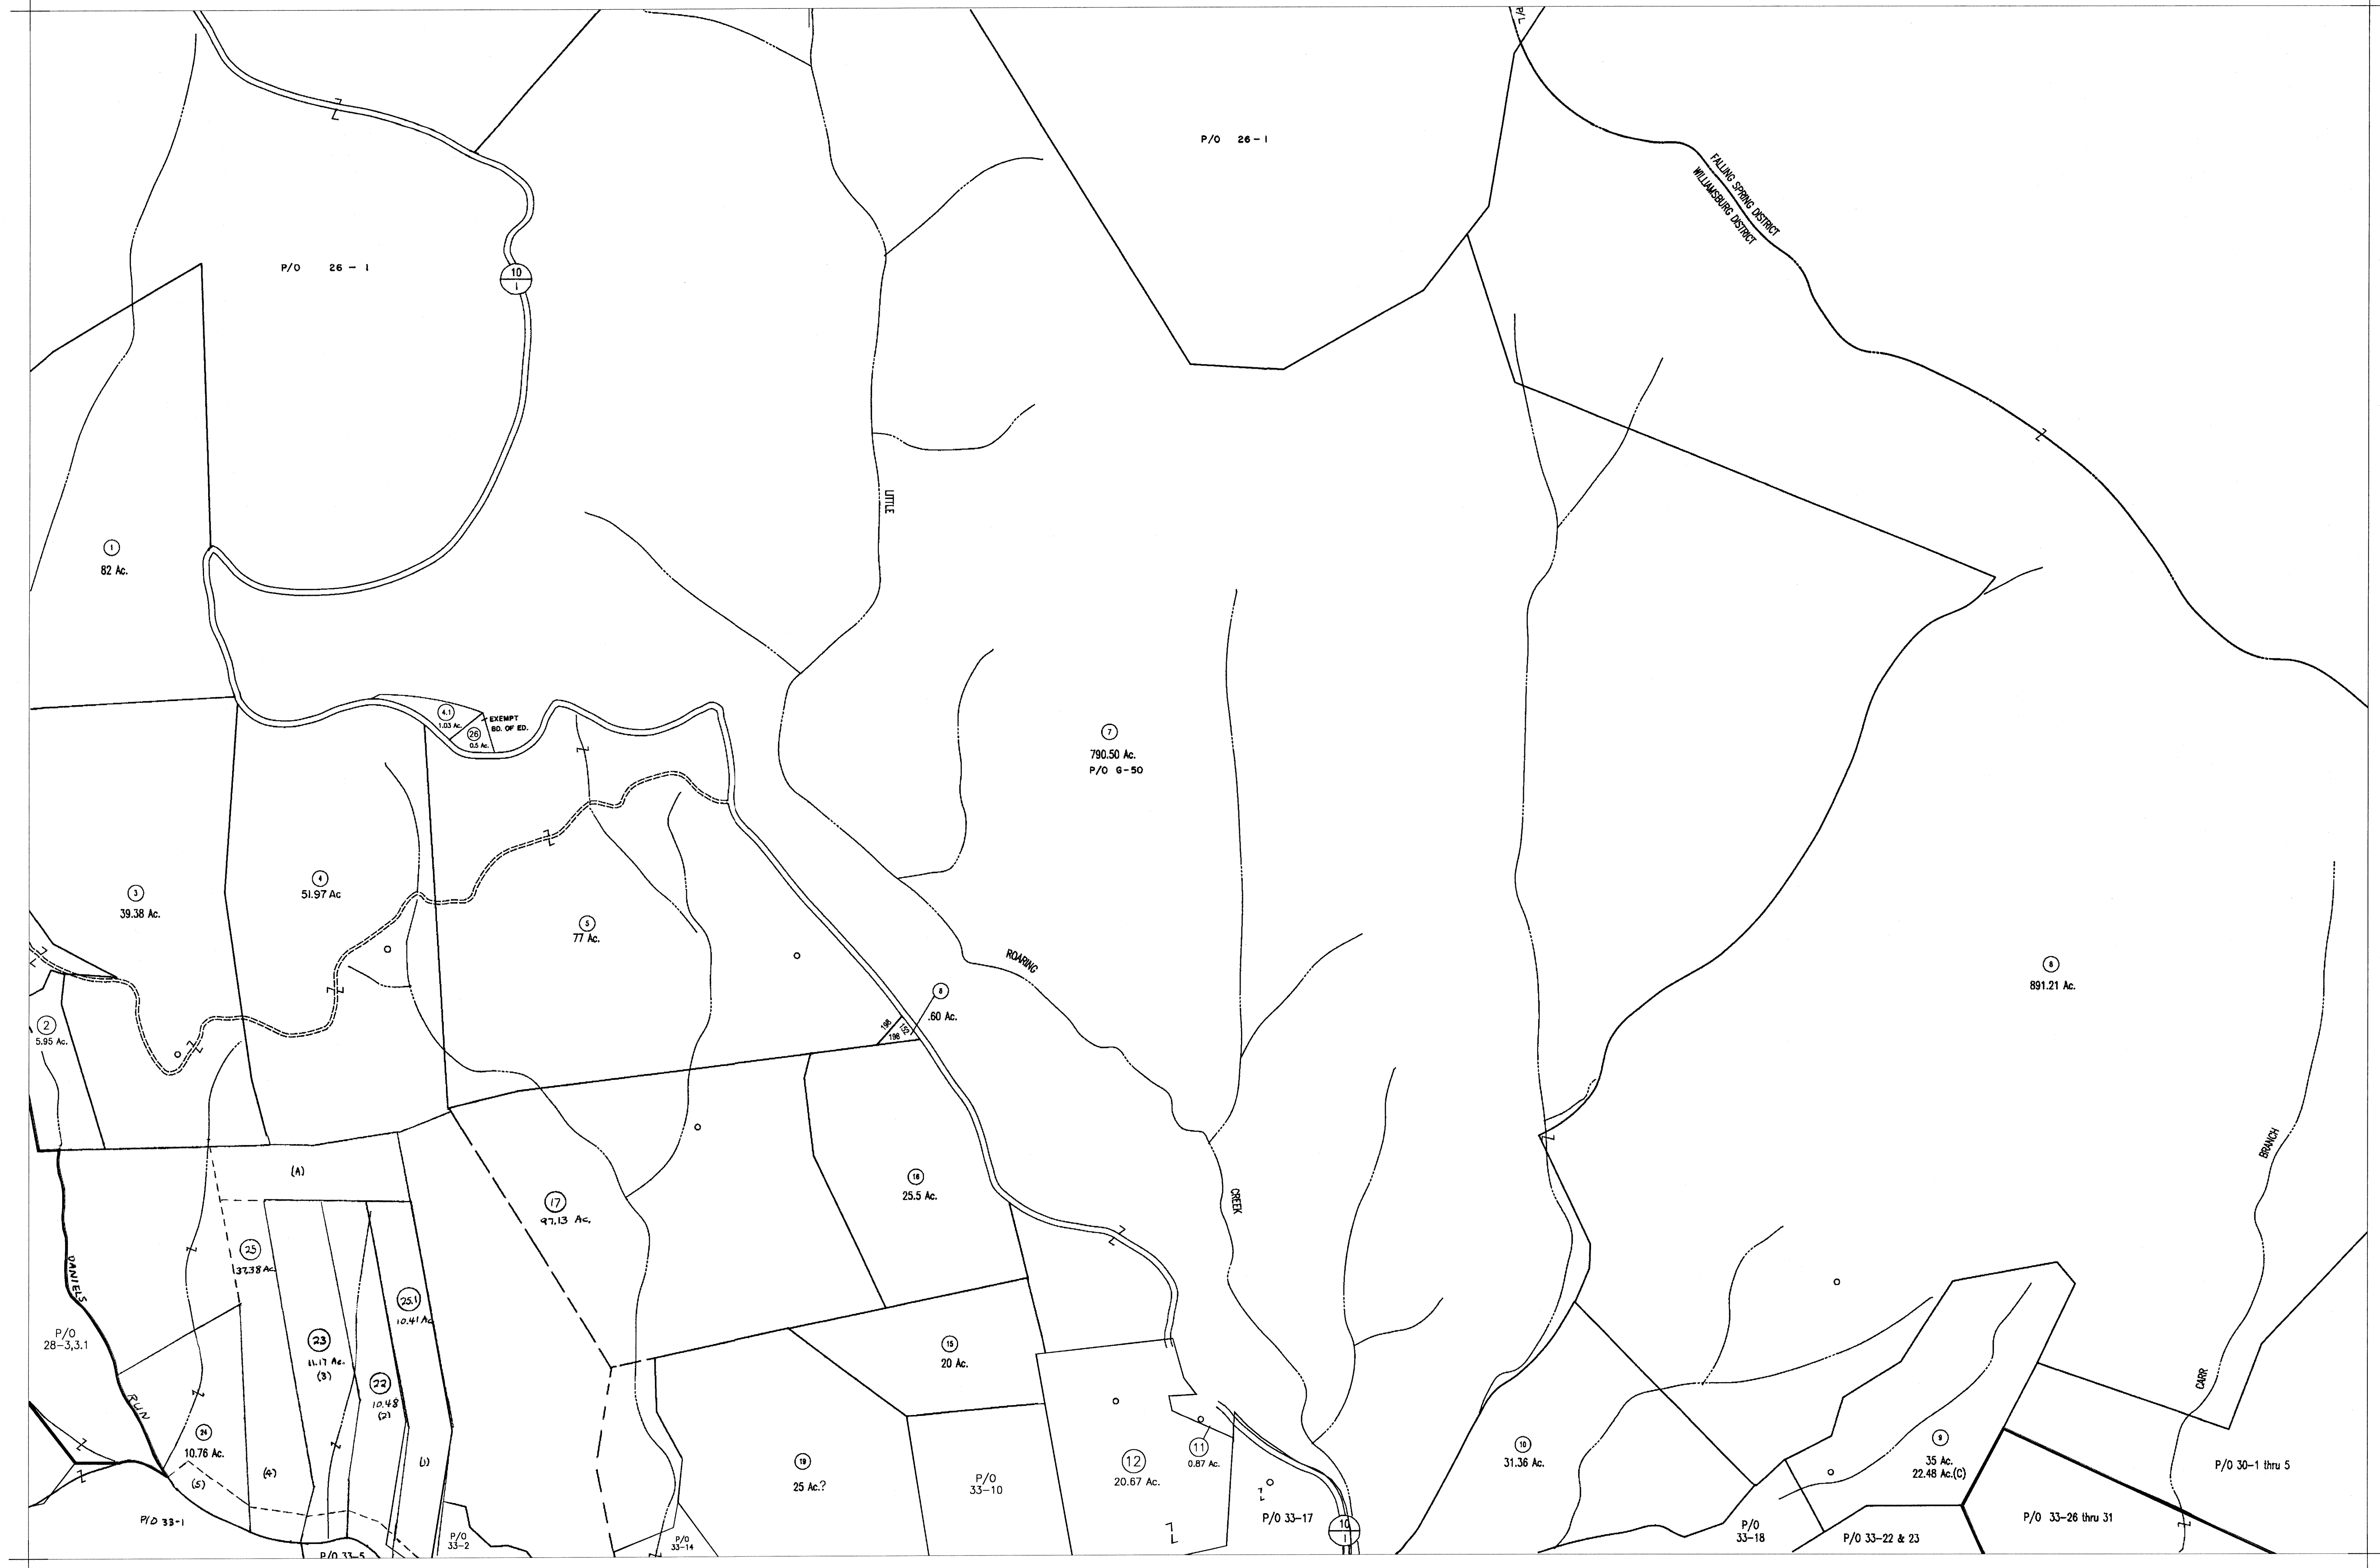 P/L
P/O 26-1
FALLING SPRING DISTRICT
WILLIAMSBURG DISTRICT
P/O 26-1
10
1
LITTLE
1
82 Ac.
4.1
1.03 Ac.
26
0.5 Ac.
EXEMPT
BD. OF ED.
7
790.50 Ac.
P/O G-50
3
39.38 Ac.
4
51.97 Ac
5
77 Ac.
ROARING
8
891.21 Ac.
.60 Ac.
198
132
198
2
5.95 Ac.
BRANCH
(A)
16
25.5 Ac.
CREEK
17
97.13 Ac.
25
37.38 Ac.
DANIELS
25.1
10.41 Ac
P/O
28-3,3.1
23
11.17 Ac.
(3)
15
20 Ac.
22
10.48
(2)
CARR
RUN
24
10.76 Ac.
(4)
(5)
(1)
19
25 Ac.?
P/O
33-10
12
20.67 Ac.
11
0.87 Ac.
10
31.36 Ac.
9
35 Ac.
22.48 Ac.(C)
P/O 30-1 thru 5
P/O 33-1
P/O 33-5
P/O
33-2
P/O
33-14
P/O 33-17
10
1
P/O
33-18
P/O 33-22 & 23
P/O 33-26 thru 31